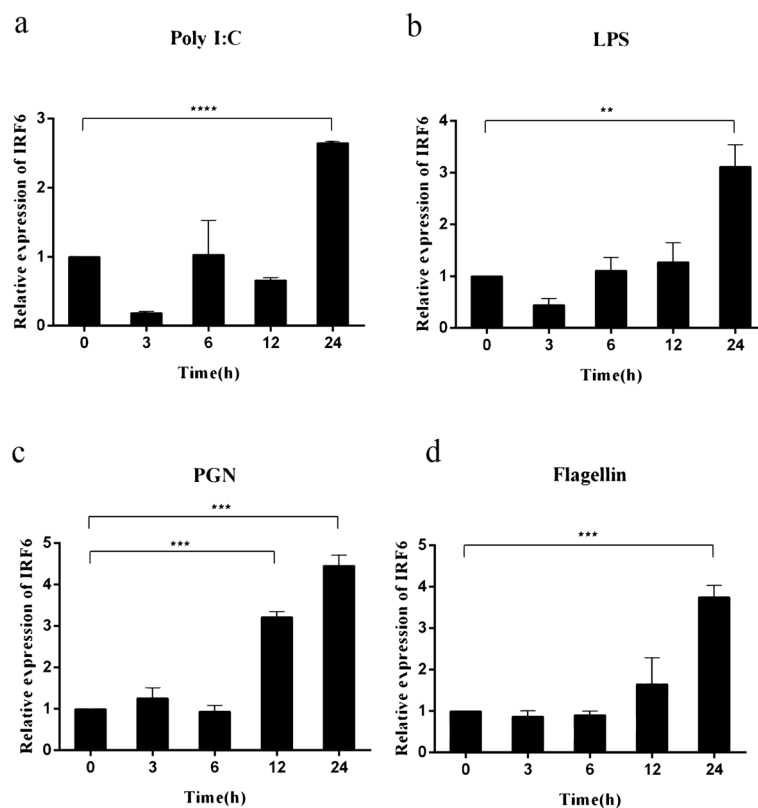 a
Poly I:C
****
Relative expression of IRF6
3
2
1
0
0 3 6 12 24
Time(h)
b
LPS
**
Relative expression of IRF6
4
3
2
1
0
0 3 6 12 24
Time(h)
c
PGN
***
***
Relative expression of IRF6
5
4
3
2
1
0
0 3 6 12 24
Time(h)
d
Flagellin
***
Relative expression of IRF6
5
4
3
2
1
0
0 3 6 12 24
Time(h)